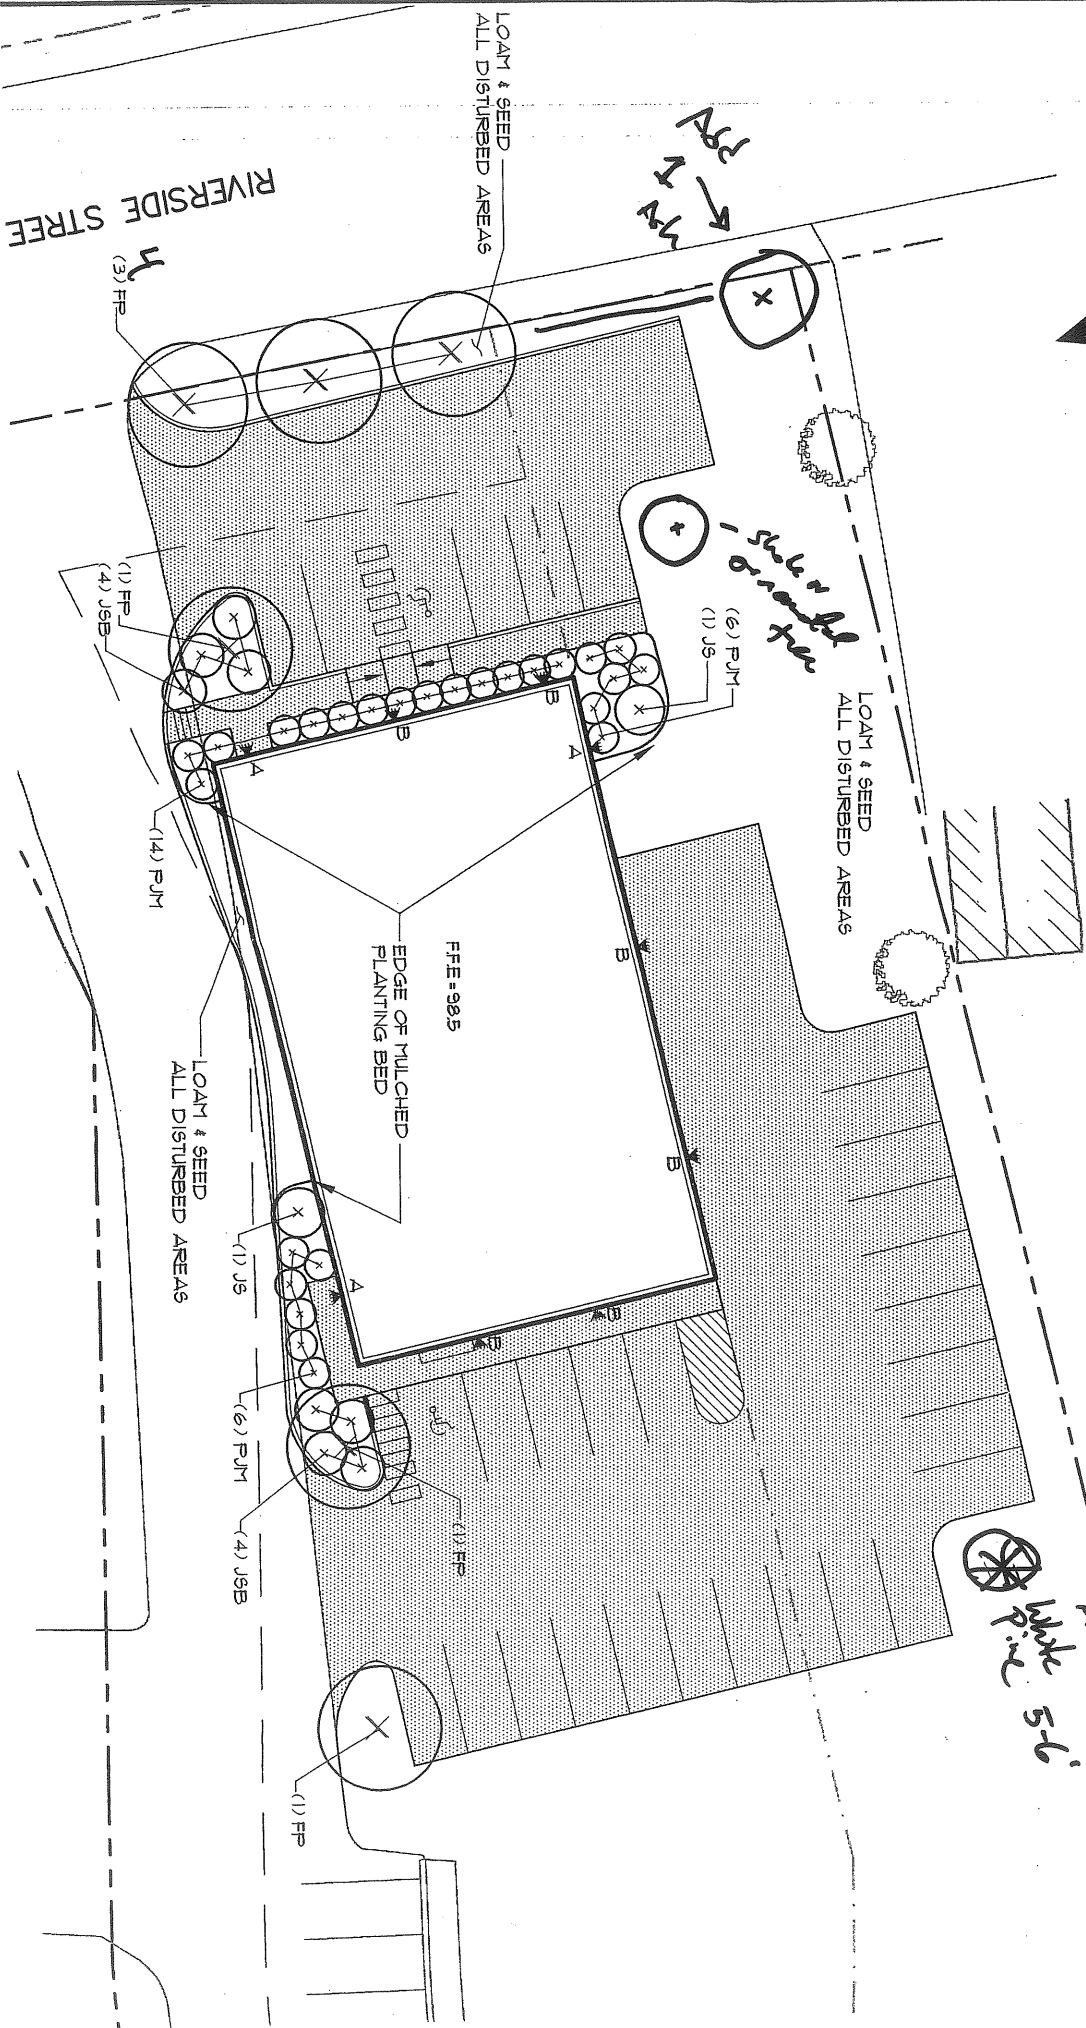 LOAM & SEED
ALL DISTURBED AREAS
Add
1
RIVERSIDE STREE
4
(3) FP
shade or
ornamental
tree
(6) PJM
(1) JS
LOAM & SEED
ALL DISTURBED AREAS
(1) FP
(4) JSB
(14) PJM
A
B
B
A
B
B
A
B
B
FFE=98.5
EDGE OF MULCHED
PLANTING BED
LOAM & SEED
ALL DISTURBED AREAS
(1) JS
(6) PJM
(4) JSB
(1) FP
(1) FP
White
Pine 5-6'